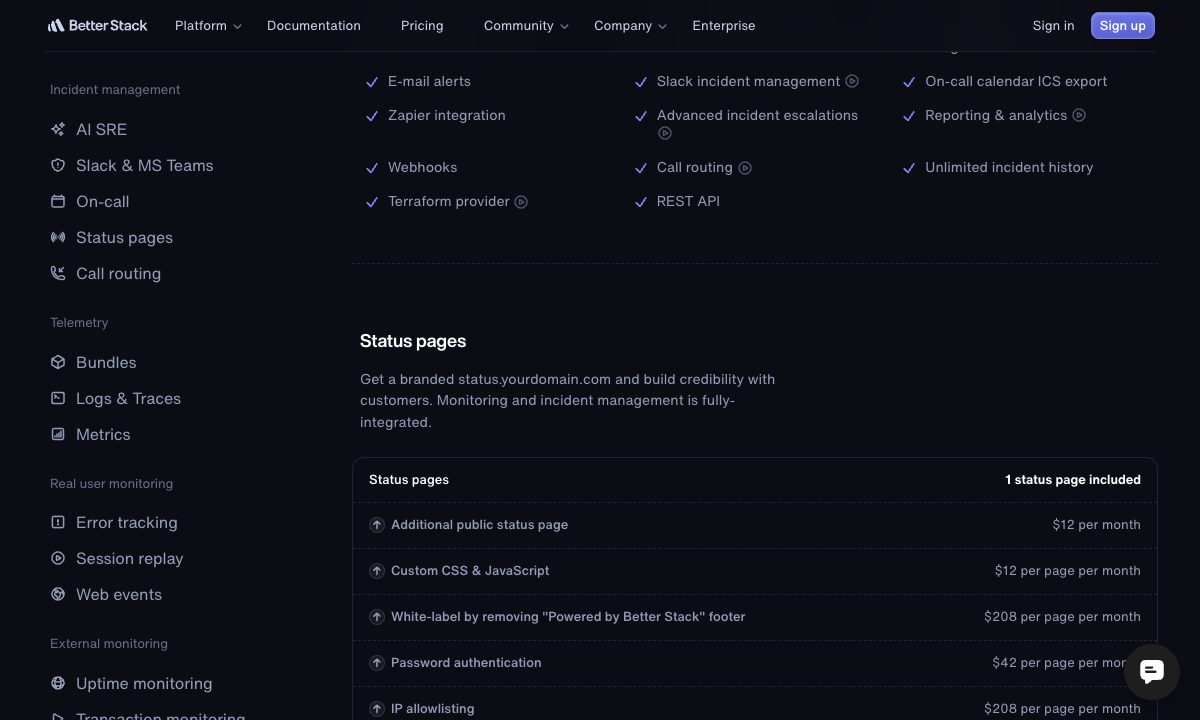 Better Stack
Platform
Documentation
Pricing
Community
Company
Enterprise
Sign in
Sign up
Incident management
AI SRE
Slack & MS Teams
On-call
Status pages
Call routing
Telemetry
Bundles
Logs & Traces
Metrics
Real user monitoring
Error tracking
Session replay
Web events
External monitoring
Uptime monitoring
Transaction monitoring
E-mail alerts
Slack incident management
On-call calendar ICS export
Zapier integration
Advanced incident escalations
Reporting & analytics
Webhooks
Call routing
Unlimited incident history
Terraform provider
REST API
Status pages
Get a branded status.yourdomain.com and build credibility with
customers. Monitoring and incident management is fully-
integrated.
Status pages
1 status page included
Additional public status page
$12 per month
Custom CSS & JavaScript
$12 per page per month
White-label by removing "Powered by Better Stack" footer
$208 per page per month
Password authentication
$42 per page per
IP allowlisting
$208 per page per month